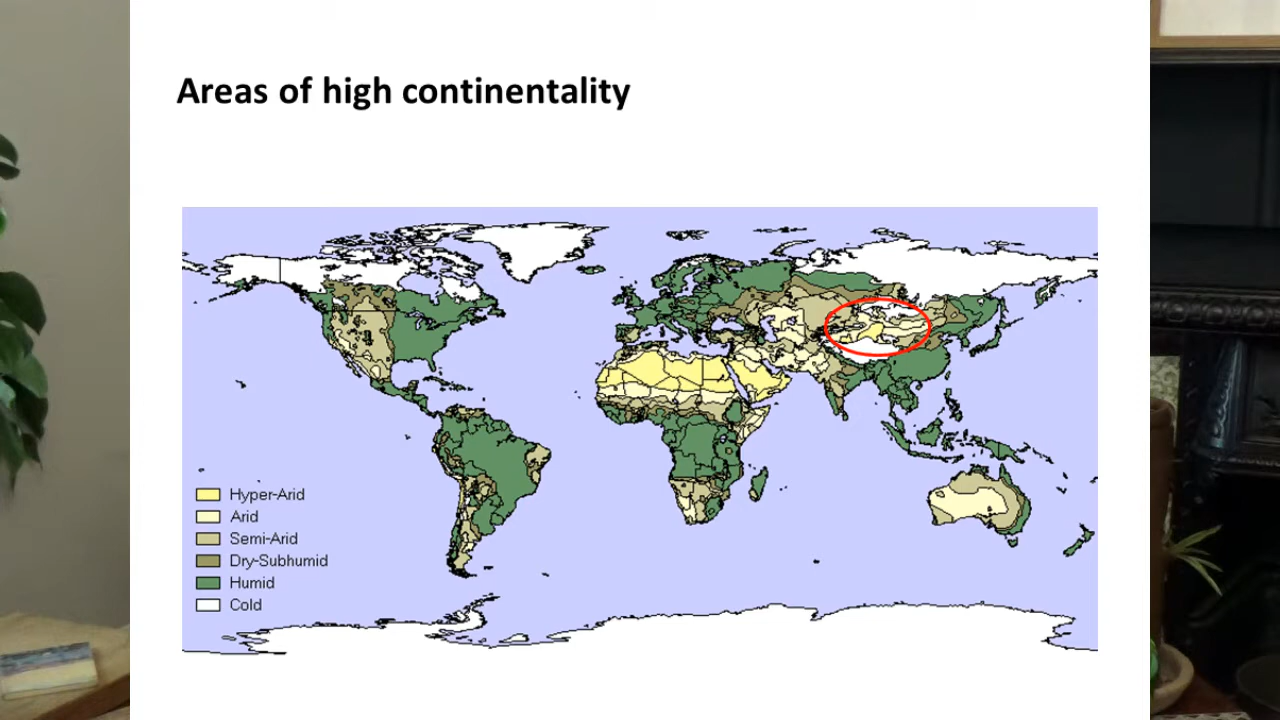 Areas of high continentality
Hyper-Arid
Arid
Semi-Arid
Dry-Subhumid
Humid
Cold